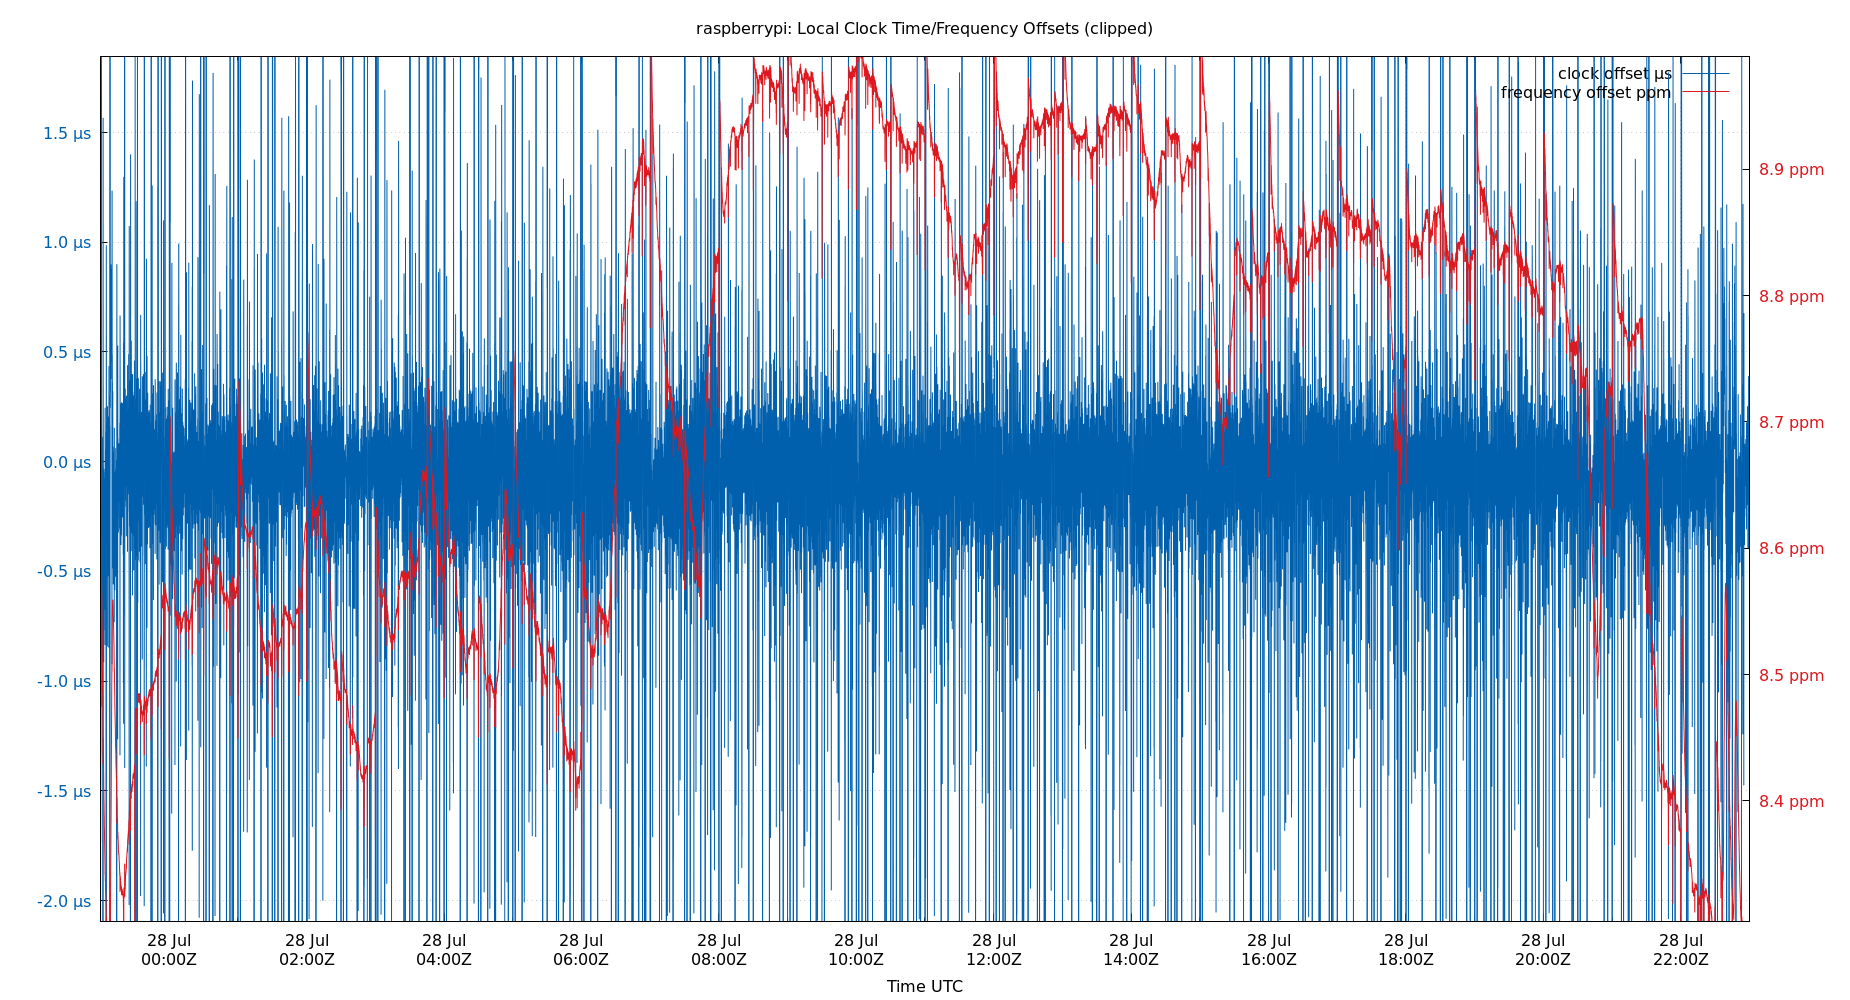 raspberrypi: Local Clock Time/Frequency Offsets (clipped)
clock offset µs
frequency offset ppm
1.5 µs
1.0 µs
0.5 µs
0.0 µs
-0.5 µs
-1.0 µs
-1.5 µs
-2.0 µs
8.9 ppm
8.8 ppm
8.7 ppm
8.6 ppm
8.5 ppm
8.4 ppm
28 Jul 28 Jul 28 Jul 28 Jul 28 Jul 28 Jul 28 Jul 28 Jul 28 Jul 28 Jul 28 Jul 28 Jul
00:00Z 02:00Z 04:00Z 06:00Z 08:00Z 10:00Z 12:00Z 14:00Z 16:00Z 18:00Z 20:00Z 22:00Z
Time UTC